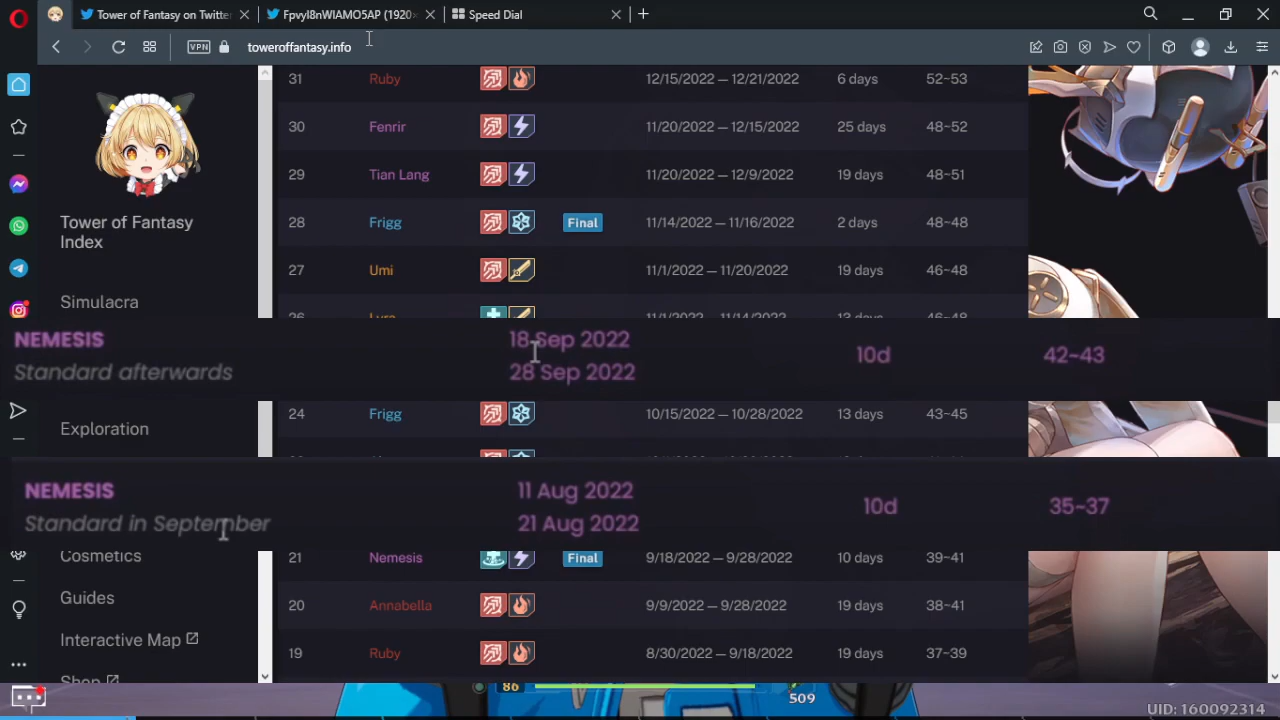 Tower of Fantasy on Twitter
Fpvyl8nWIAMO5AP (1920×
Speed Dial
VPN
toweroffantasy.info
31 Ruby 12/15/2022 — 12/21/2022 6 days 52~53
30 Fenrir 11/20/2022 — 12/15/2022 25 days 48~52
29 Tian Lang 11/20/2022 — 12/9/2022 19 days 48~51
28 Frigg Final 11/14/2022 — 11/16/2022 2 days 48~48
27 Umi 11/1/2022 — 11/20/2022 19 days 46~48
Tower of Fantasy
Index
Simulacra
NEMESIS 18 Sep 2022 10d 42~43
Standard afterwards 28 Sep 2022
24 Frigg 10/15/2022 — 10/28/2022 13 days 43~45
Exploration
NEMESIS 11 Aug 2022 10d 35~37
Standard in September 21 Aug 2022
Cosmetics
21 Nemesis Final 9/18/2022 — 9/28/2022 10 days 39~41
Guides
20 Annabella 9/9/2022 — 9/28/2022 19 days 38~41
Interactive Map
19 Ruby 8/30/2022 — 9/18/2022 19 days 37~39
Shop
86
509
UID: 160092314